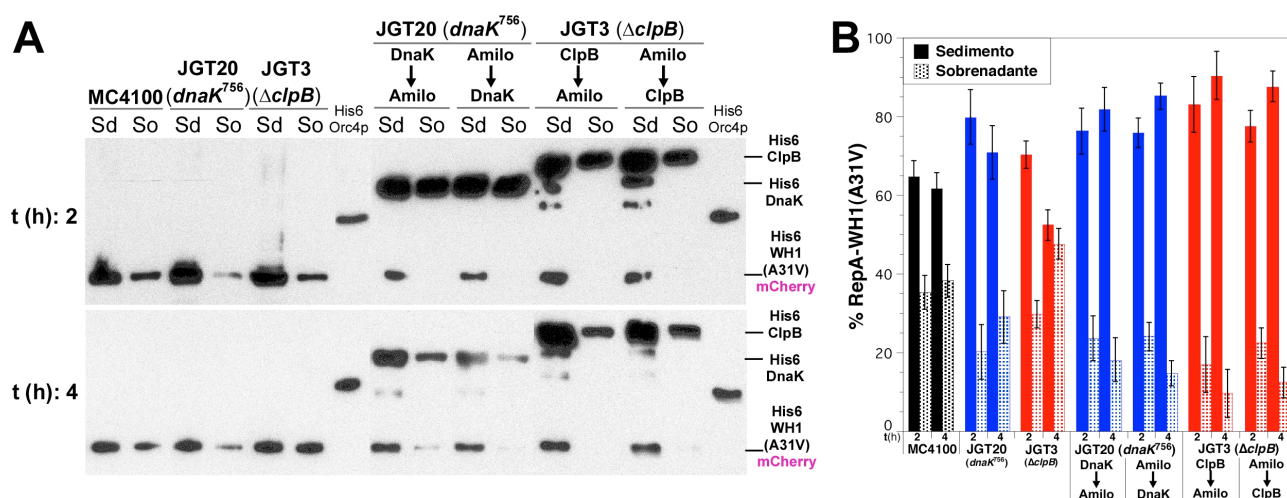 A
JGT20 (dnaK⁷⁵⁶) JGT3 (ΔclpB)
DnaK Amilo ClpB Amilo
JGT20 JGT3
MC4100 (dnaK⁷⁵⁶) (ΔclpB)
Amilo DnaK Amilo ClpB
His6 Orc4p
His6 Orc4p
Sd So Sd So Sd So Sd So Sd So Sd So Sd So
t (h): 2
His6
ClpB
His6
DnaK
His6
WH1
(A31V)
mCherry
t (h): 4
His6
ClpB
His6
DnaK
His6
WH1
(A31V)
mCherry
B
% RepA-WH1(A31V)
100
80
60
40
20
0
Sedimento
Sobrenadante
t(h) 2 4 2 4 2 4 2 4 2 4 2 4 2 4
MC4100 JGT20 JGT3 JGT20 (dnaK⁷⁵⁶) JGT3 (ΔclpB)
(dnaK⁷⁵⁶) (ΔclpB) DnaK Amilo ClpB Amilo
Amilo DnaK Amilo ClpB